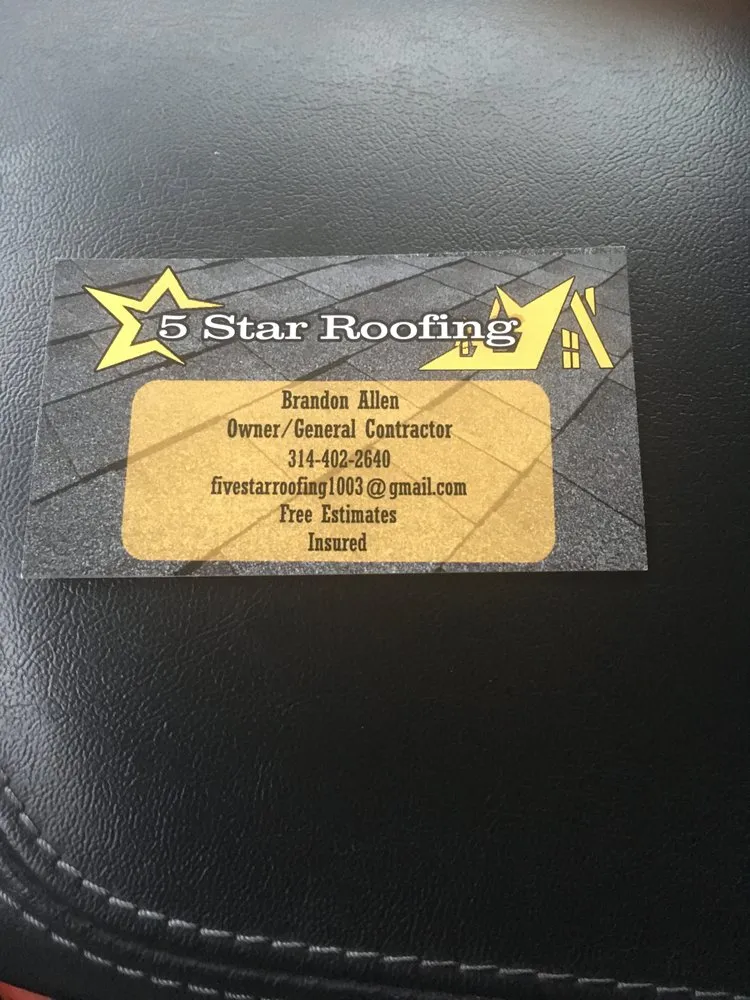 5 Star Roofing
Brandon Allen
Owner/General Contractor
314-402-2640
fivestarroofing1003@gmail.com
Free Estimates
Insured